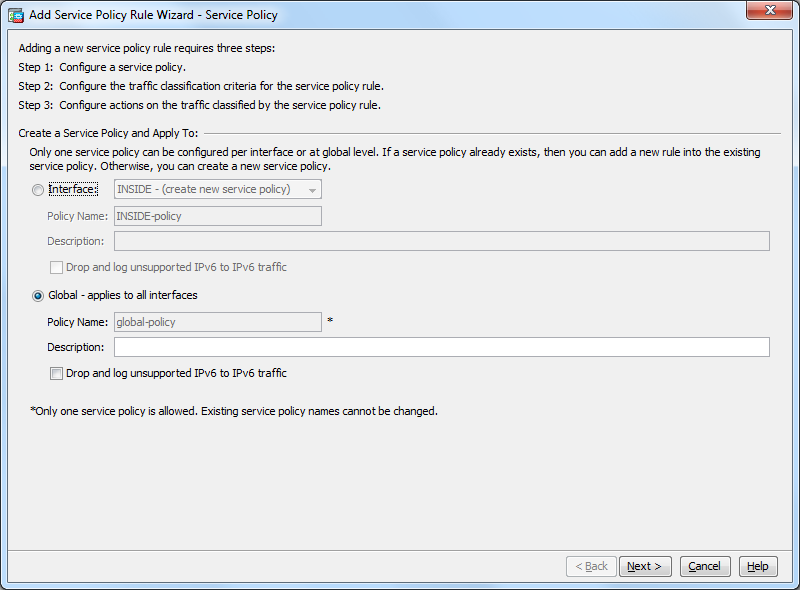 Add Service Policy Rule Wizard - Service Policy
Adding a new service policy rule requires three steps:
Step 1: Configure a service policy.
Step 2: Configure the traffic classification criteria for the service policy rule.
Step 3: Configure actions on the traffic classified by the service policy rule.
Create a Service Policy and Apply To:
Only one service policy can be configured per interface or at global level. If a service policy already exists, then you can add a new rule into the existing
service policy. Otherwise, you can create a new service policy.
Interface: INSIDE - (create new service policy)
Policy Name: INSIDE-policy
Description:
Drop and log unsupported IPv6 to IPv6 traffic
Global - applies to all interfaces
Policy Name: global-policy *
Description:
Drop and log unsupported IPv6 to IPv6 traffic
*Only one service policy is allowed. Existing service policy names cannot be changed.
< Back Next > Cancel Help